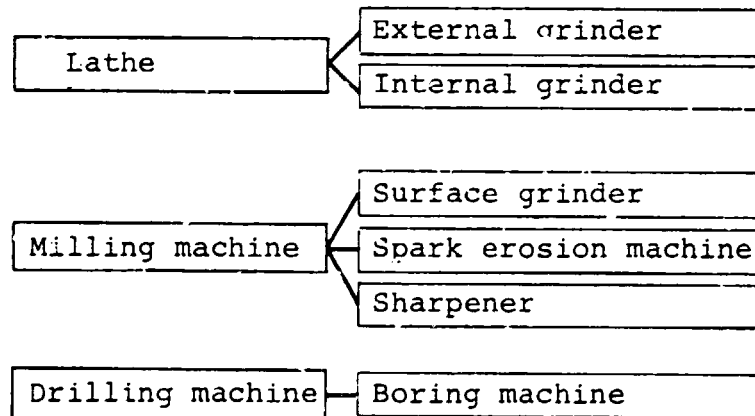 External grinder
Lathe
Internal grinder
Surface grinder
Milling machine
Spark erosion machine
Sharpener
Drilling machine
Boring machine